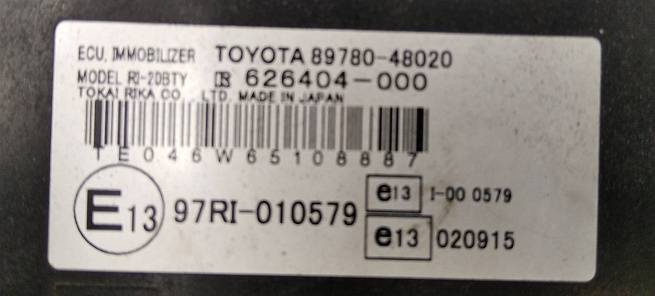 ECU, IMMOBILIZER TOYOTA 89780-48020
MODEL RI-20BTY R 626404-000
TOKAI RIKA CO., LTD. MADE IN JAPAN
TE046W65108887
E13 97RI-010579 e13 I-00 0579
e13 020915